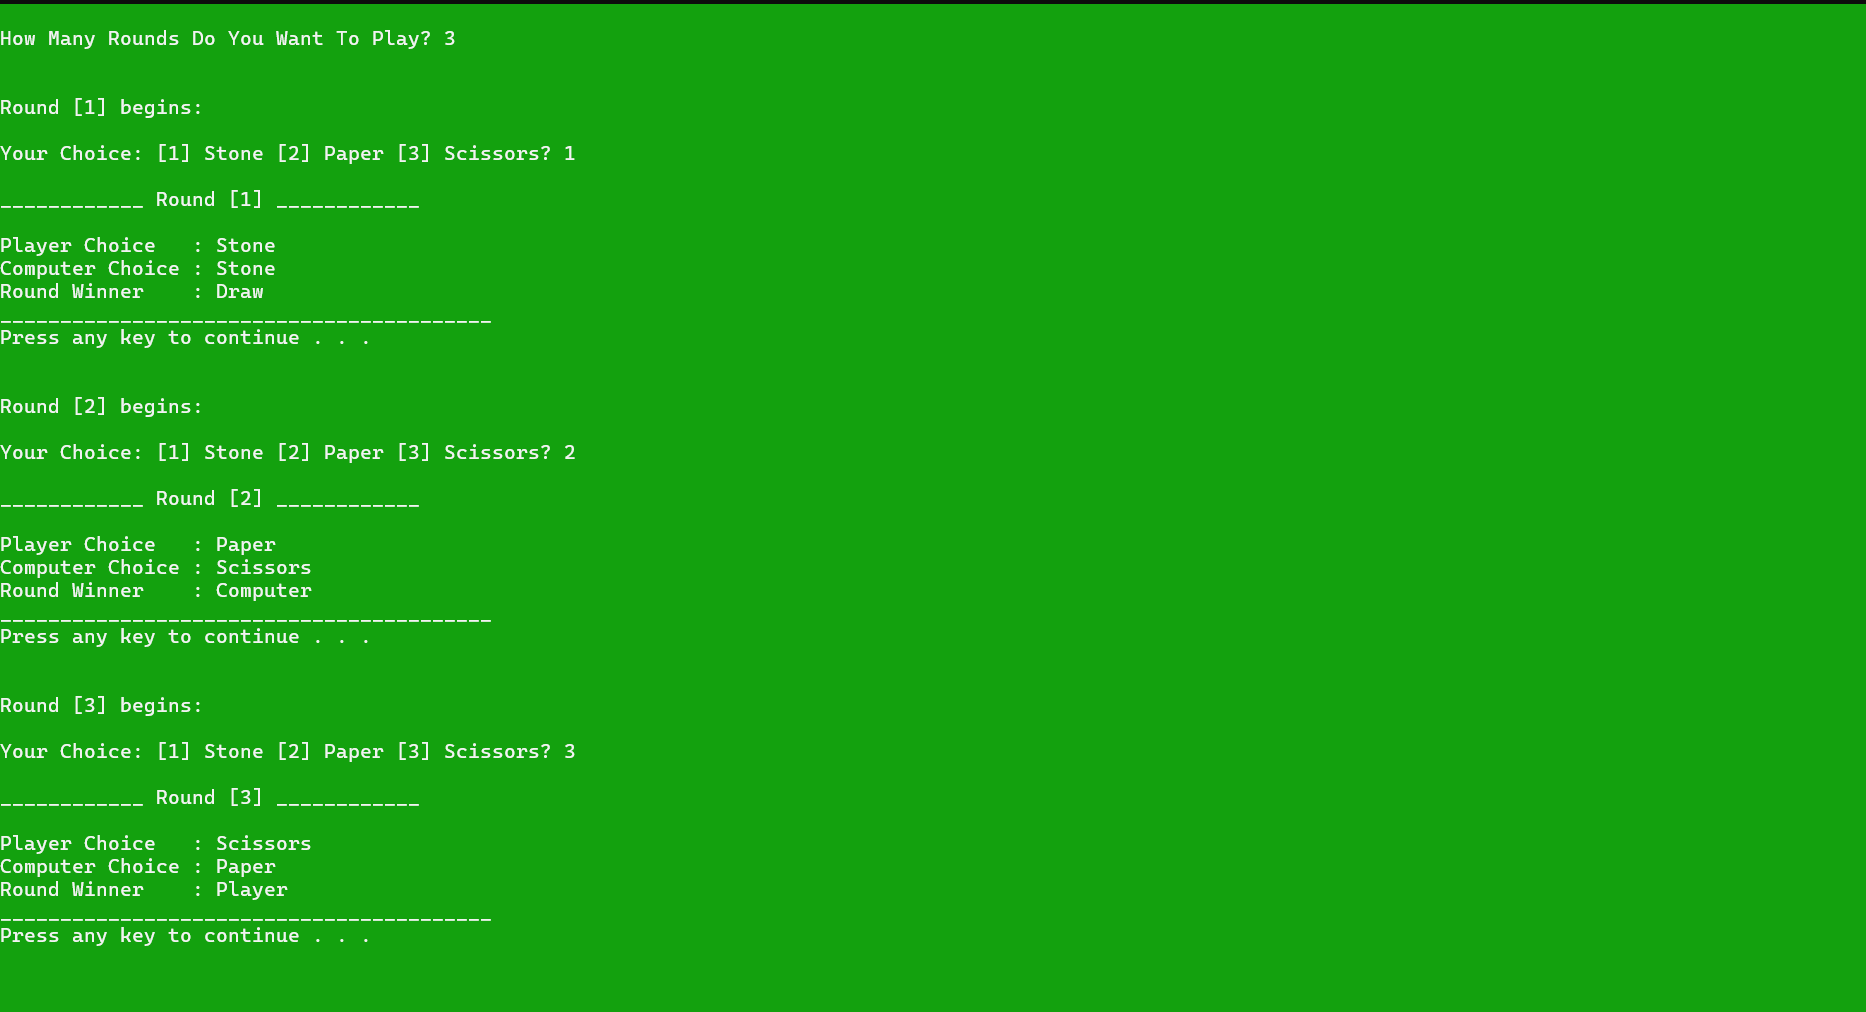 How Many Rounds Do You Want To Play? 3
Round [1] begins:
Your Choice: [1] Stone [2] Paper [3] Scissors? 1
____________ Round [1] ____________
Player Choice   : Stone
Computer Choice : Stone
Round Winner    : Draw
_________________________________________
Press any key to continue . . .
Round [2] begins:
Your Choice: [1] Stone [2] Paper [3] Scissors? 2
____________ Round [2] ____________
Player Choice   : Paper
Computer Choice : Scissors
Round Winner    : Computer
_________________________________________
Press any key to continue . . .
Round [3] begins:
Your Choice: [1] Stone [2] Paper [3] Scissors? 3
____________ Round [3] ____________
Player Choice   : Scissors
Computer Choice : Paper
Round Winner    : Player
_________________________________________
Press any key to continue . . .